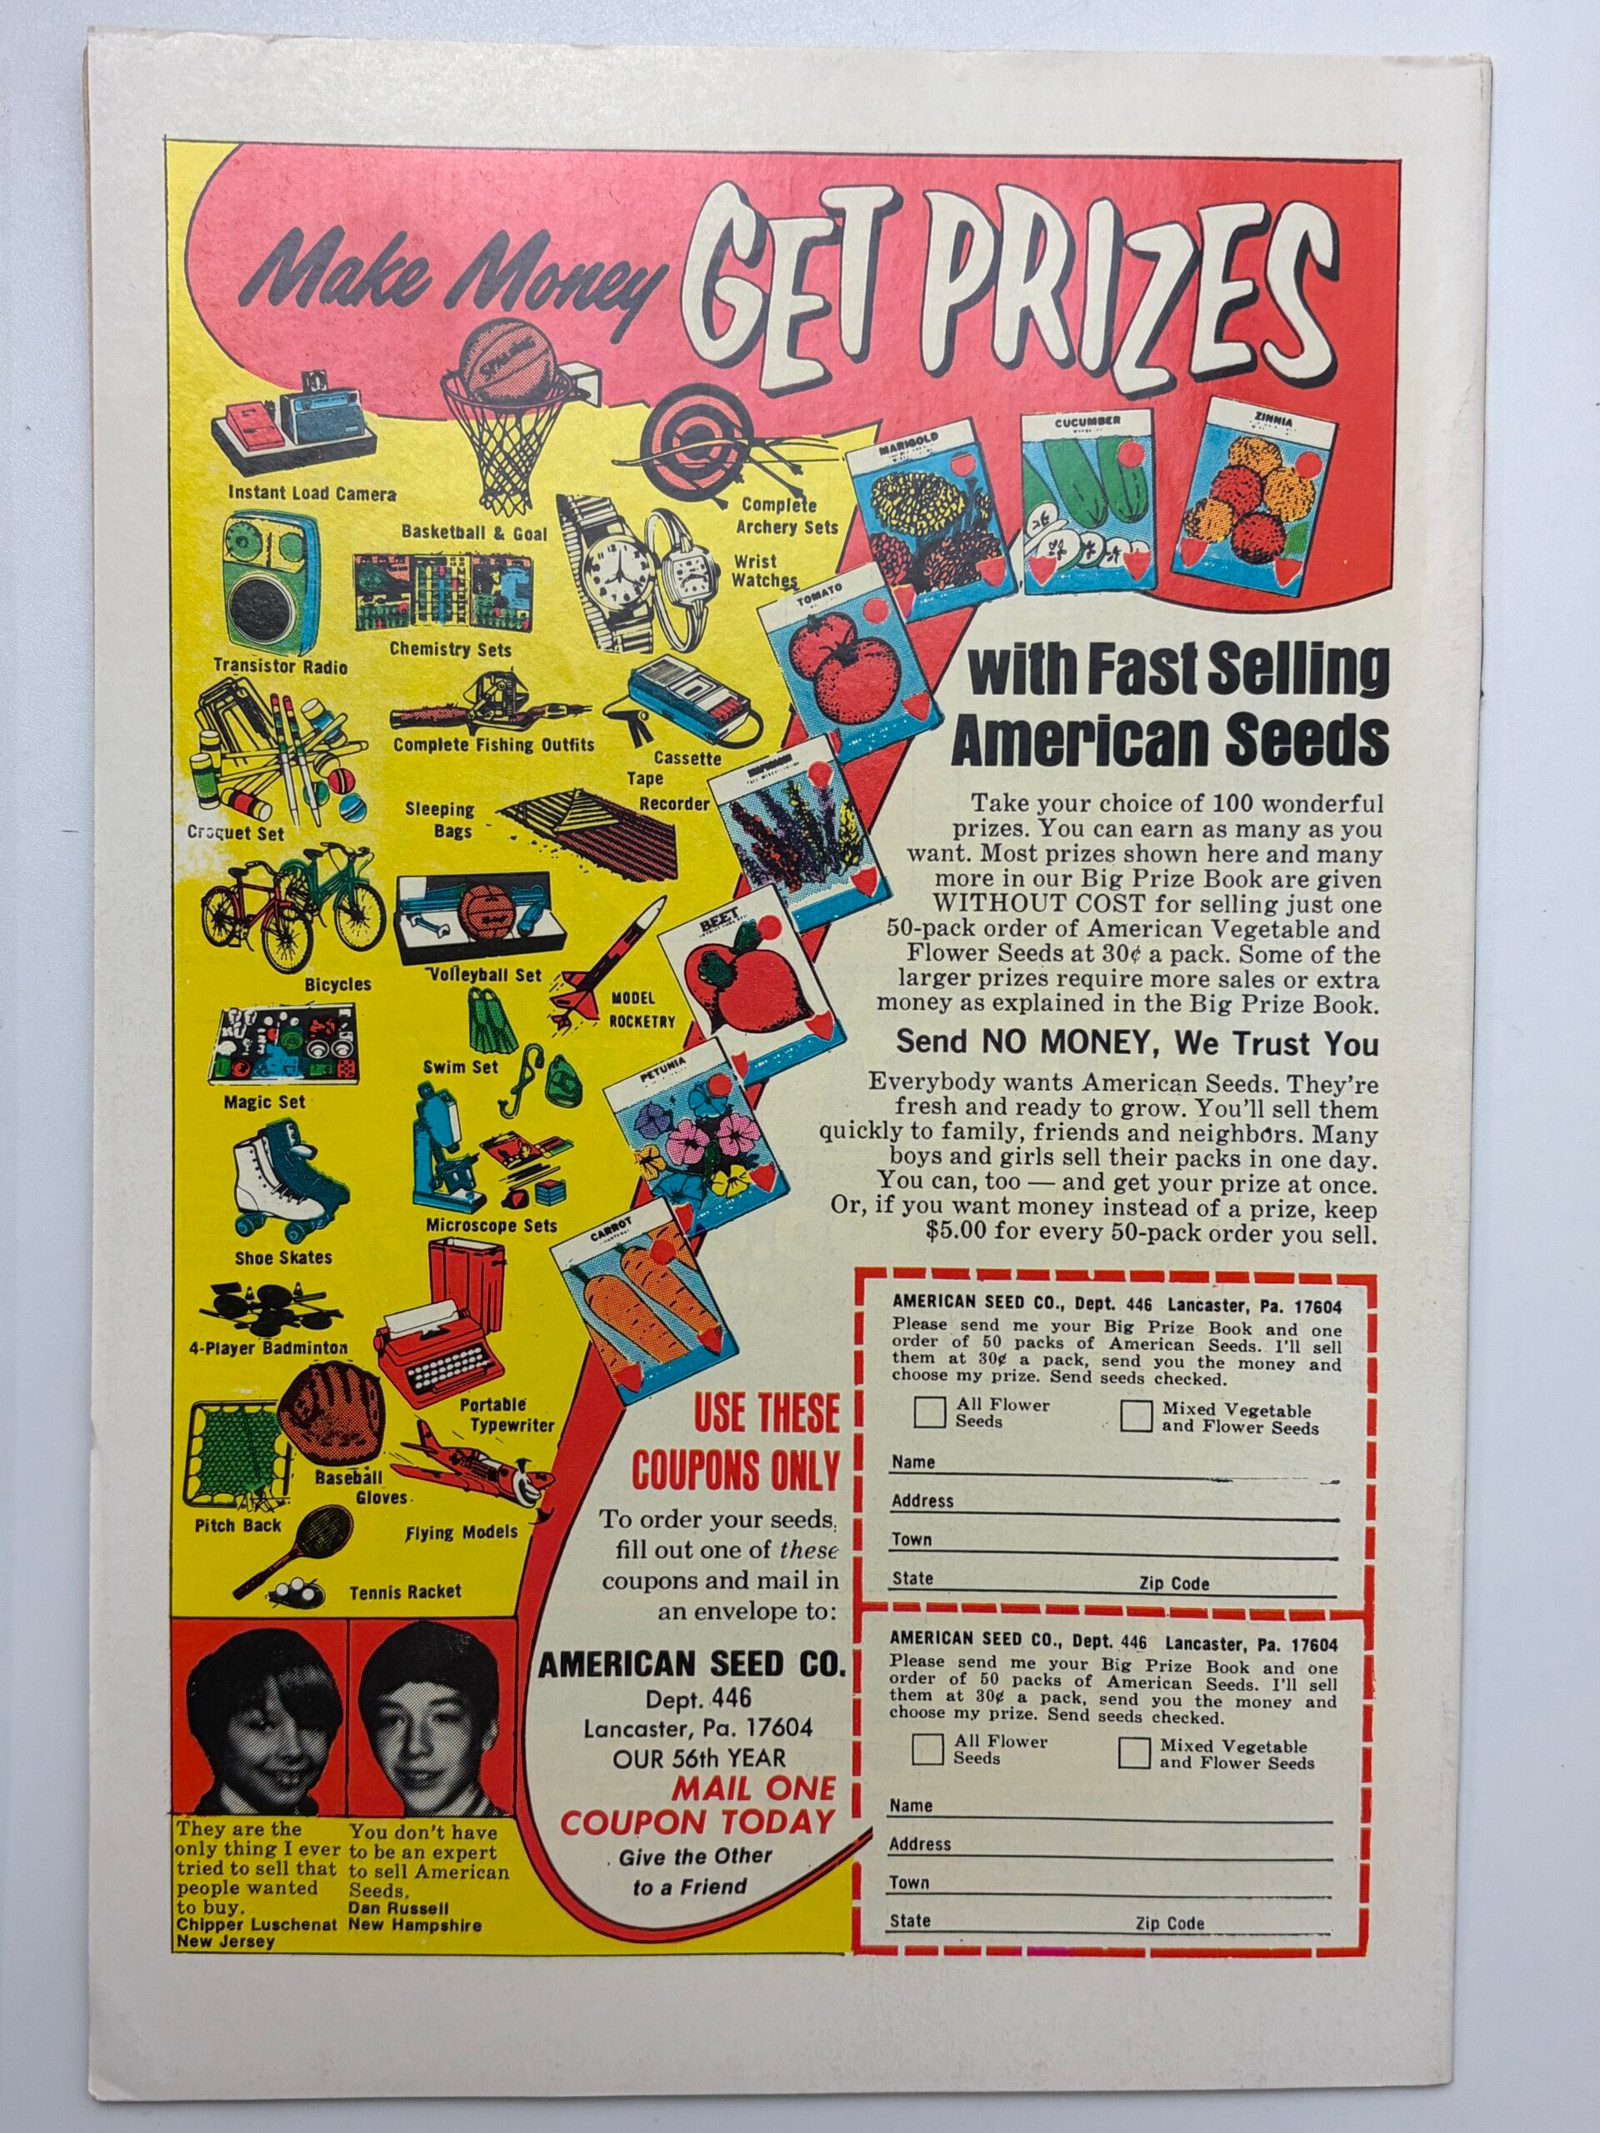 Make Money GET PRIZES
SPALDING
Instant Load Camera
Basketball & Goal
Complete
Archery Sets
Wrist
Watches
Transistor Radio
Chemistry Sets
Complete Fishing Outfits
Cassette
Tape
Recorder
Croquet Set
Sleeping
Bags
Bicycles
Volleyball Set
MODEL
ROCKETRY
Swim Set
Magic Set
Microscope Sets
Shoe Skates
4-Player Badminton
Portable
Typewriter
Baseball
Gloves
Pitch Back
Flying Models
Tennis Racket
MARIGOLD
CUCUMBER
ZINNIA
TOMATO
BEET
PETUNIA
CARROT
with Fast Selling
American Seeds
Take your choice of 100 wonderful
prizes. You can earn as many as you
want. Most prizes shown here and many
more in our Big Prize Book are given
WITHOUT COST for selling just one
50-pack order of American Vegetable and
Flower Seeds at 30¢ a pack. Some of the
larger prizes require more sales or extra
money as explained in the Big Prize Book.
Send NO MONEY, We Trust You
Everybody wants American Seeds. They're
fresh and ready to grow. You'll sell them
quickly to family, friends and neighbors. Many
boys and girls sell their packs in one day.
You can, too — and get your prize at once.
Or, if you want money instead of a prize, keep
$5.00 for every 50-pack order you sell.
USE THESE
COUPONS ONLY
To order your seeds,
fill out one of these
coupons and mail in
an envelope to:
AMERICAN SEED CO.
Dept. 446
Lancaster, Pa. 17604
OUR 56th YEAR
MAIL ONE
COUPON TODAY
Give the Other
to a Friend
AMERICAN SEED CO., Dept. 446 Lancaster, Pa. 17604
Please send me your Big Prize Book and one
order of 50 packs of American Seeds. I'll sell
them at 30¢ a pack, send you the money and
choose my prize. Send seeds checked.
All Flower
Seeds
Mixed Vegetable
and Flower Seeds
Name
Address
Town
State Zip Code
AMERICAN SEED CO., Dept. 446 Lancaster, Pa. 17604
Please send me your Big Prize Book and one
order of 50 packs of American Seeds. I'll sell
them at 30¢ a pack, send you the money and
choose my prize. Send seeds checked.
All Flower
Seeds
Mixed Vegetable
and Flower Seeds
Name
Address
Town
State Zip Code
They are the
only thing I ever
tried to sell that
people wanted
to buy.
Chipper Luschenat
New Jersey
You don't have
to be an expert
to sell American
Seeds.
Dan Russell
New Hampshire